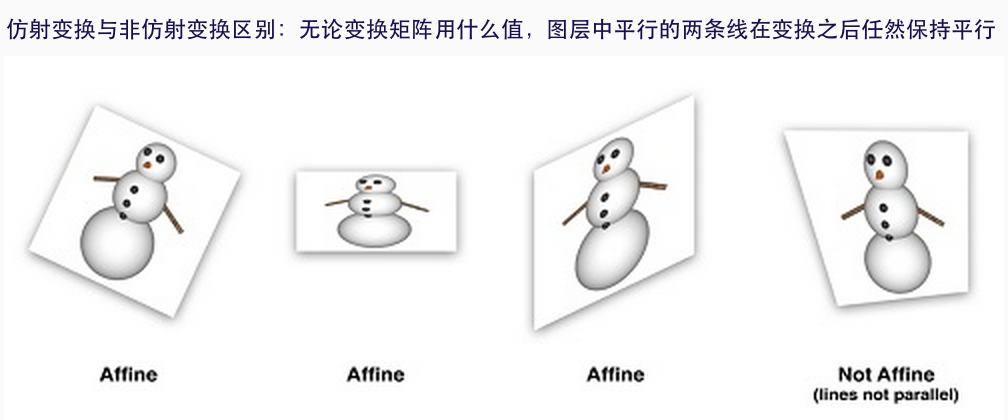 仿射变换与非仿射变换区别：无论变换矩阵用什么值，图层中平行的两条线在变换之后任然保持平行
Affine
Affine
Affine
Not Affine
(lines not parallel)